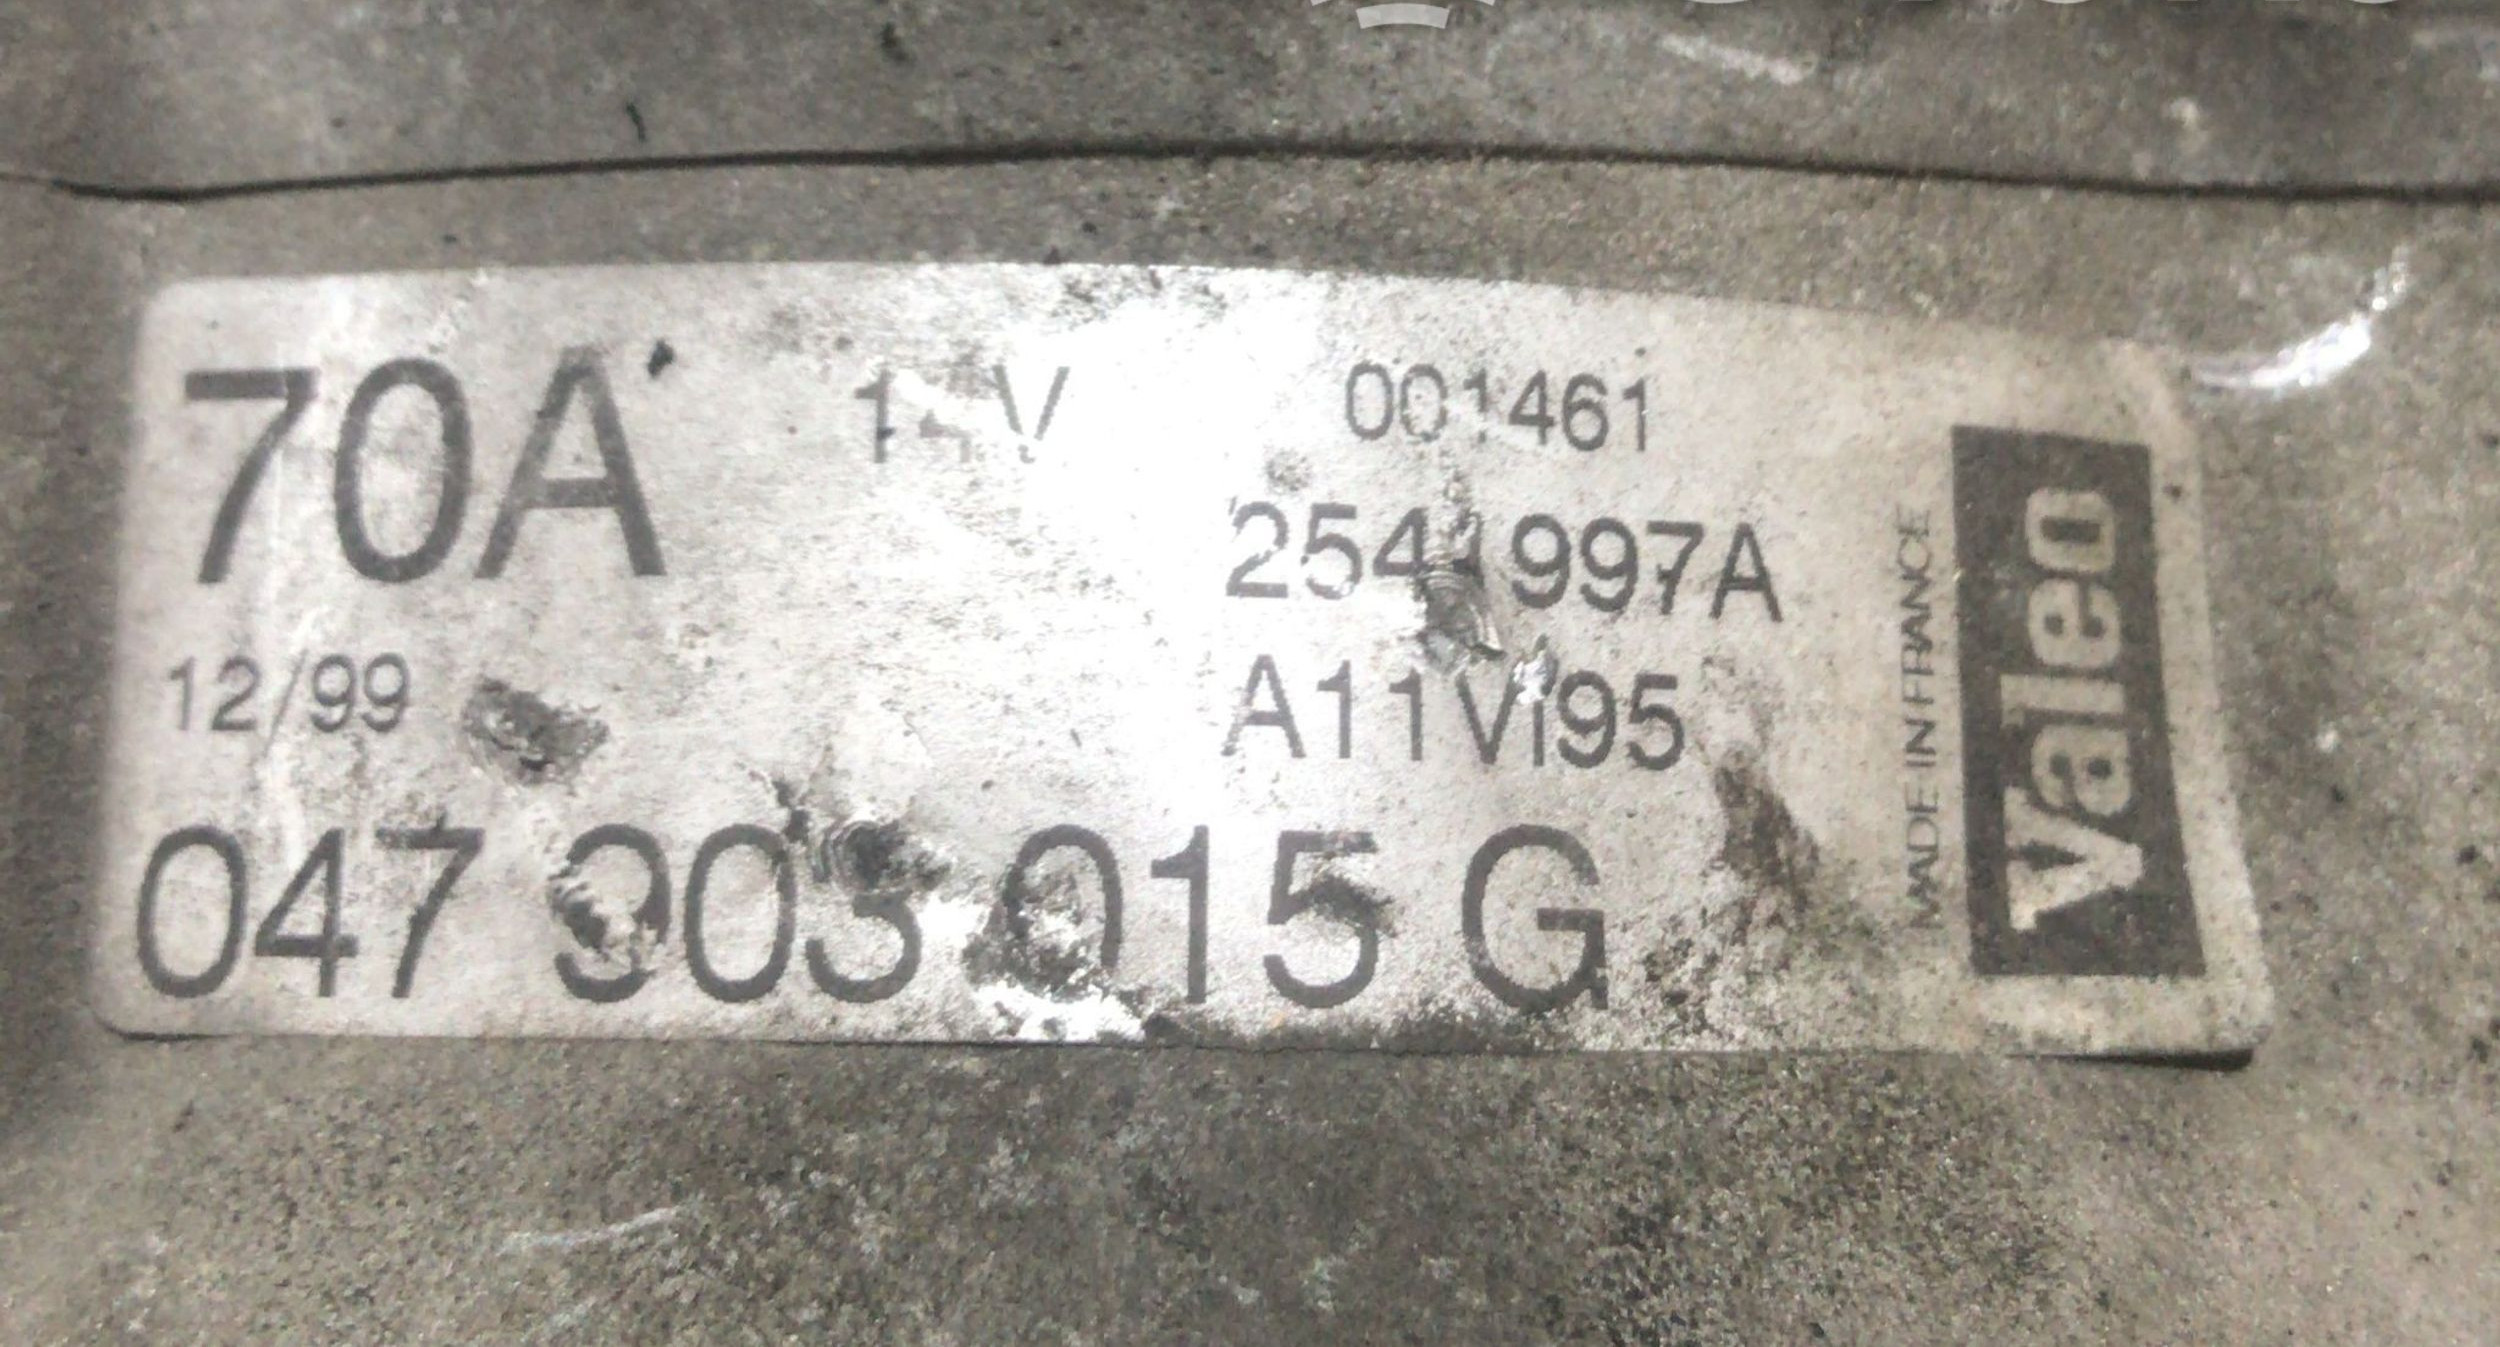 70A 14V 001461
2541997A
12/99 A11Vi95
047 903 015 G
MADE IN FRANCE
Valeo